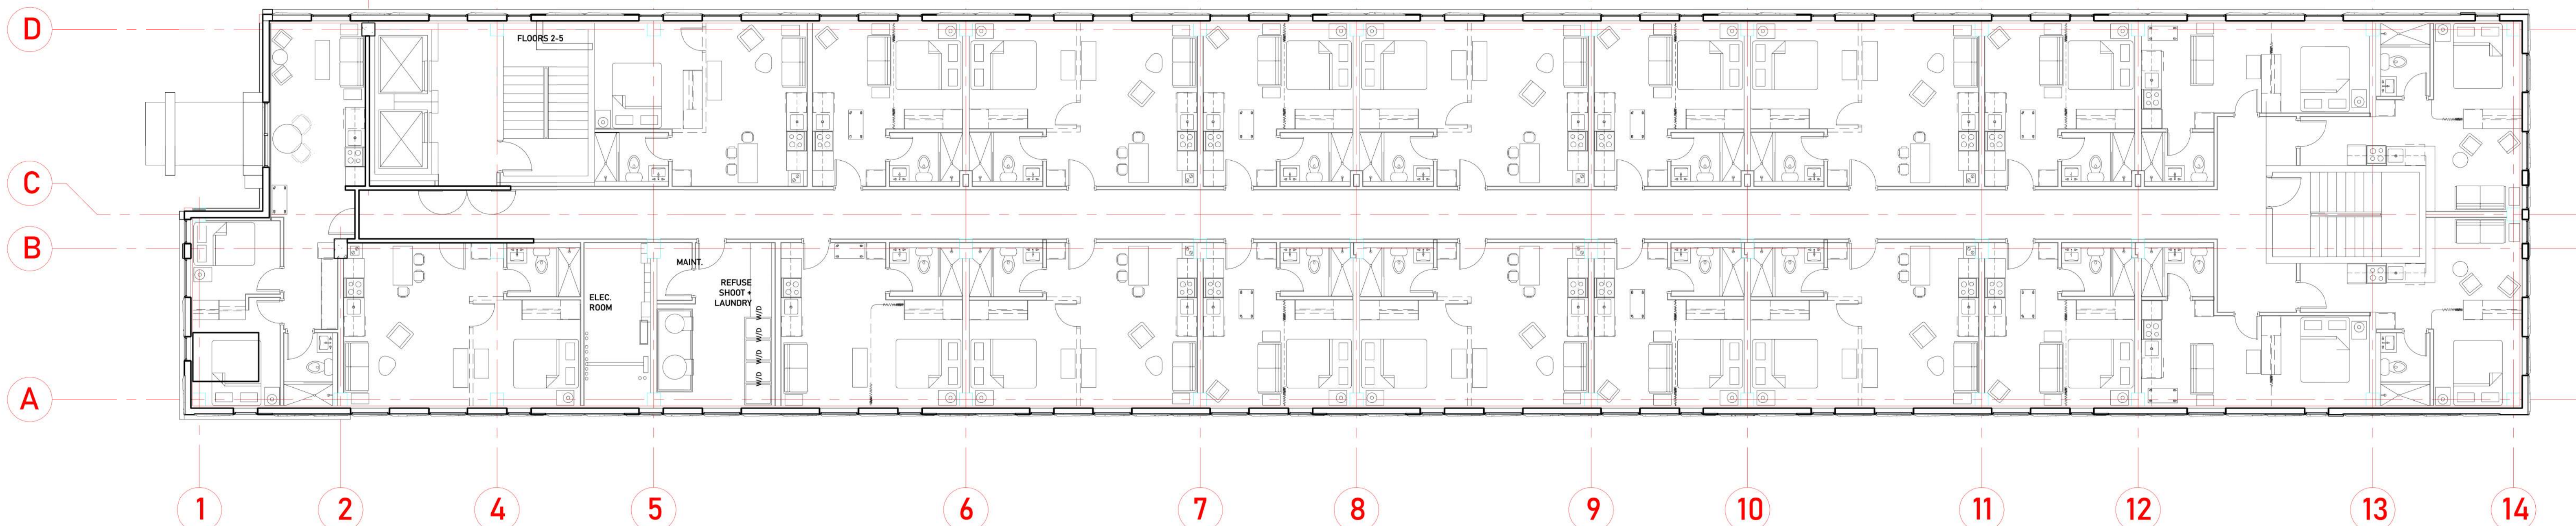 D
FLOORS 2-5
C
B
MAINT.
REFUSE
SHOOT +
LAUNDRY
ELEC.
ROOM
W/D
W/D
W/D
W/D
A
1
2
4
5
6
7
8
9
10
11
12
13
14